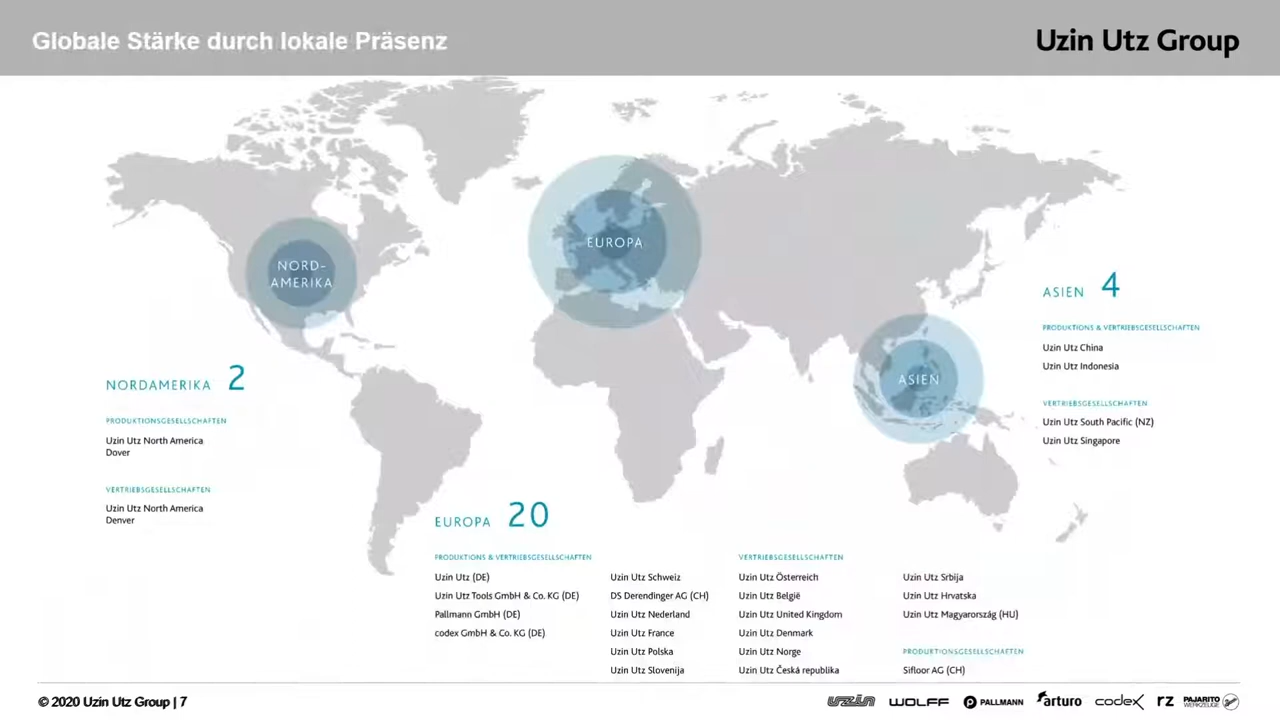 Globale Stärke durch lokale Präsenz
Uzin Utz Group
NORD-
AMERIKA
EUROPA
ASIEN
NORDAMERIKA 2
PRODUKTIONSGESELLSCHAFTEN
Uzin Utz North America
Dover
VERTRIEBSGESELLSCHAFTEN
Uzin Utz North America
Denver
ASIEN 4
PRODUKTIONS & VERTRIEBSGESELLSCHAFTEN
Uzin Utz China
Uzin Utz Indonesia
VERTRIEBSGESELLSCHAFTEN
Uzin Utz South Pacific (NZ)
Uzin Utz Singapore
EUROPA 20
PRODUKTIONS & VERTRIEBSGESELLSCHAFTEN
Uzin Utz (DE)
Uzin Utz Tools GmbH & Co. KG (DE)
Pallmann GmbH (DE)
codex GmbH & Co. KG (DE)
Uzin Utz Schweiz
DS Derendinger AG (CH)
Uzin Utz Nederland
Uzin Utz France
Uzin Utz Polska
Uzin Utz Slovenija
VERTRIEBSGESELLSCHAFTEN
Uzin Utz Österreich
Uzin Utz België
Uzin Utz United Kingdom
Uzin Utz Denmark
Uzin Utz Norge
Uzin Utz Česká republika
Uzin Utz Srbija
Uzin Utz Hrvatska
Uzin Utz Magyarország (HU)
PRODUKTIONSGESELLSCHAFTEN
Sifloor AG (CH)
© 2020 Uzin Utz Group | 7
uzin
WOLFF
PALLMANN
arturo
codex
rz
PAJARITO
WERKZEUGE